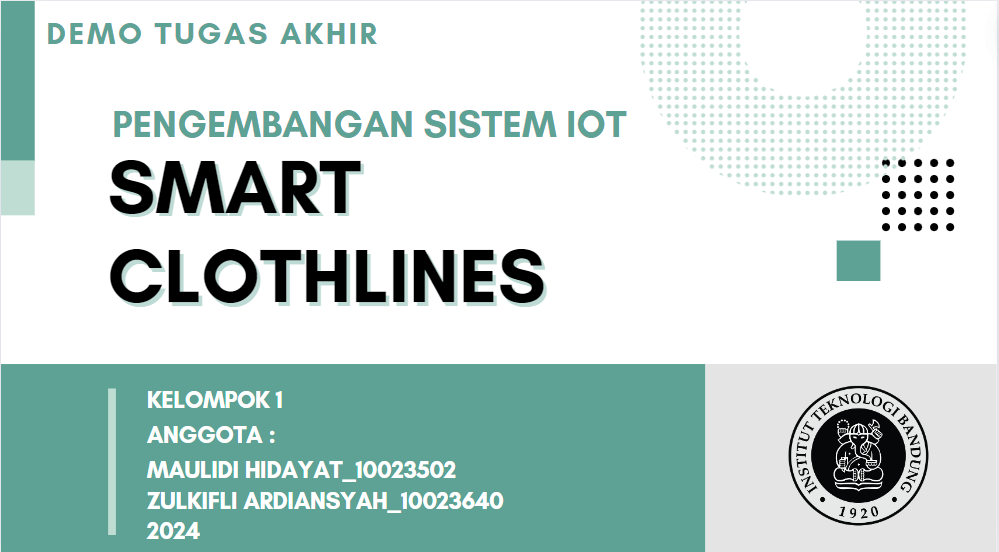 DEMO TUGAS AKHIR
PENGEMBANGAN SISTEM IOT
SMART
CLOTHLINES
KELOMPOK 1
ANGGOTA :
MAULIDI HIDAYAT_10023502
ZULKIFLI ARDIANSYAH_10023640
2024
INSTITUT TEKNOLOGI BANDUNG
1920